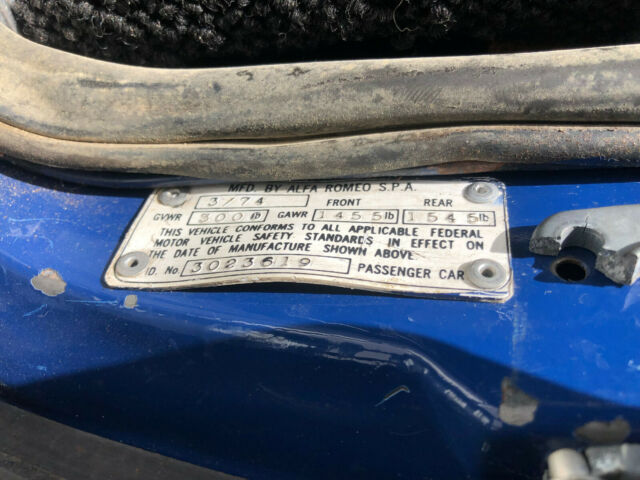 MFD. BY ALFA ROMEO S.P.A.
3/74 FRONT REAR
GVWR 300 lb GAWR 1455 lb 1545 lb
THIS VEHICLE CONFORMS TO ALL APPLICABLE FEDERAL
MOTOR VEHICLE SAFETY STANDARDS IN EFFECT ON
THE DATE OF MANUFACTURE SHOWN ABOVE.
ID. No 3023619 PASSENGER CAR